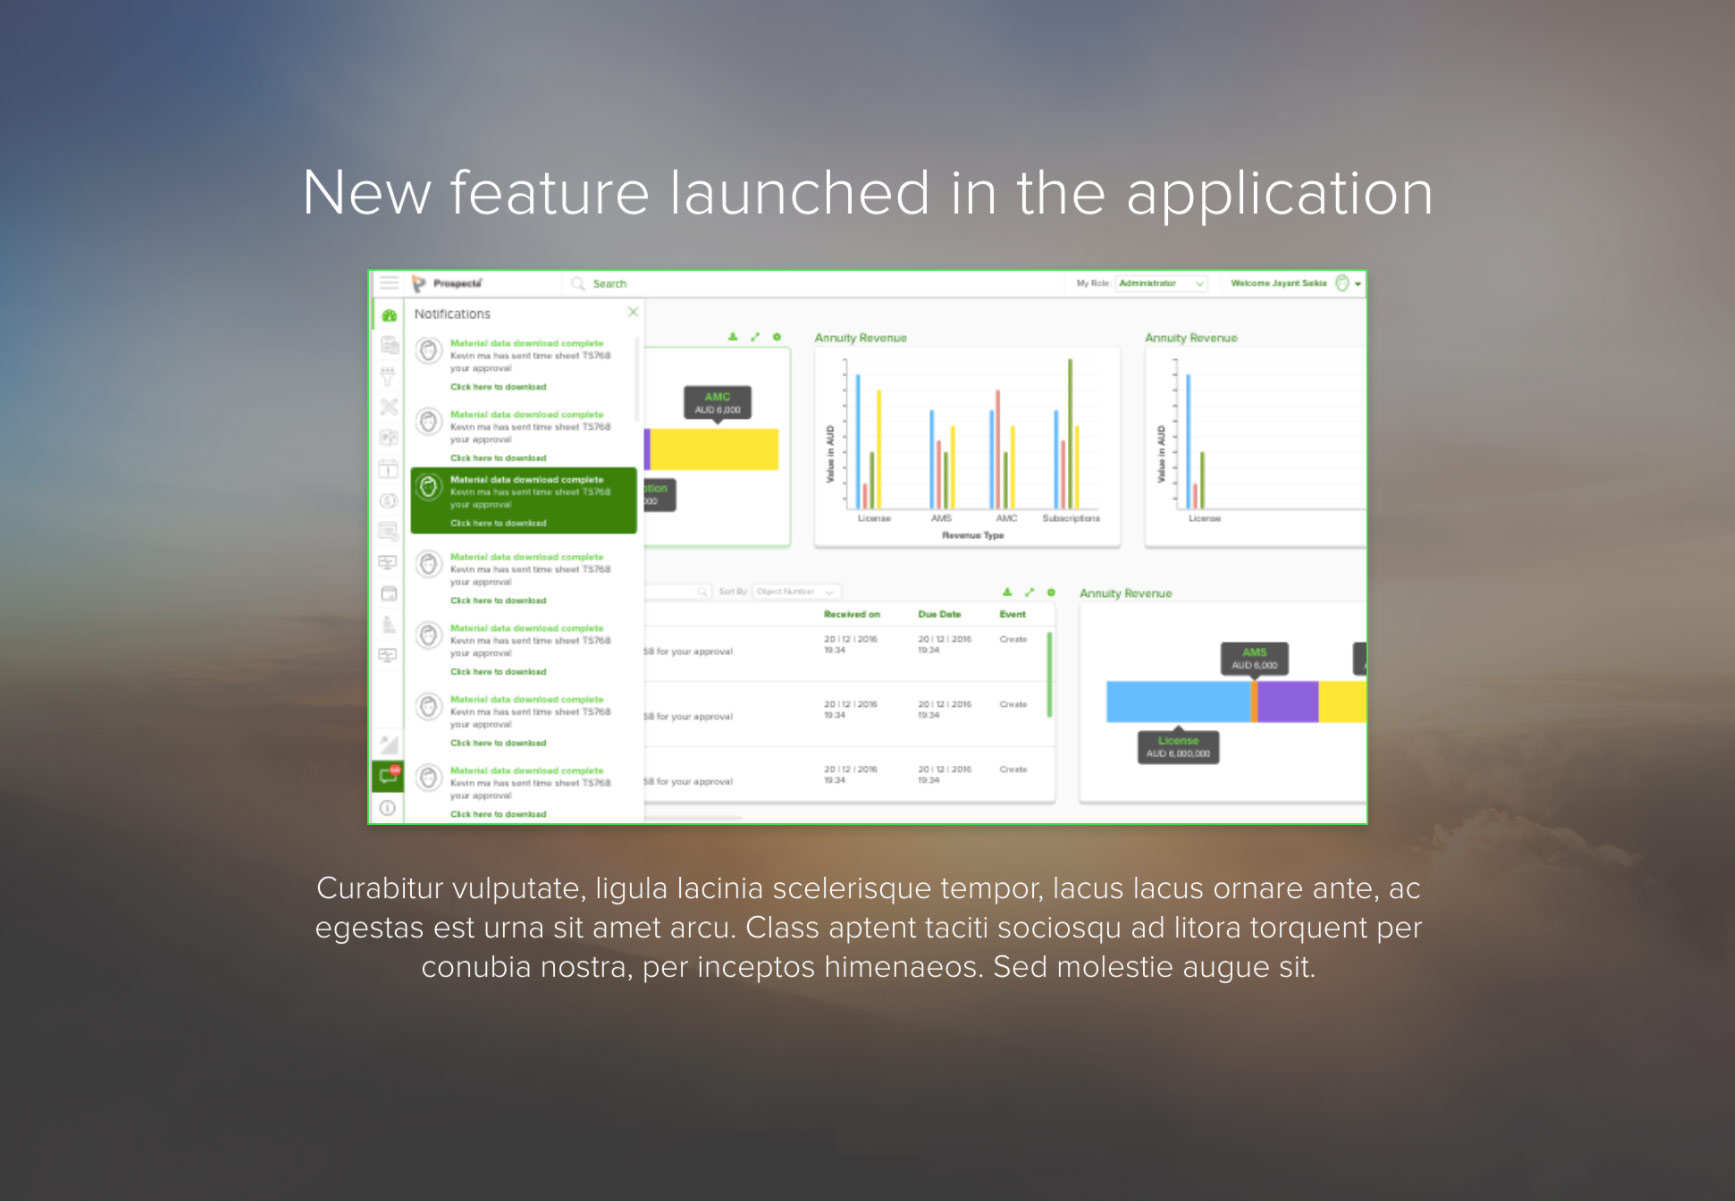 New feature launched in the application
Prospecta
Search
My Role: Administrator
Welcome Jayant Saikia
Notifications
Material data download complete
Kevin ma has sent time sheet TS768
your approval
Click here to download
Material data download complete
Kevin ma has sent time sheet TS768
your approval
Click here to download
Material data download complete
Kevin ma has sent time sheet TS768
your approval
Click here to download
Material data download complete
Kevin ma has sent time sheet TS768
your approval
Click here to download
Material data download complete
Kevin ma has sent time sheet TS768
your approval
Click here to download
Material data download complete
Kevin ma has sent time sheet TS768
your approval
Click here to download
Material data download complete
Kevin ma has sent time sheet TS768
your approval
Click here to download
AMC
AUD 6,000
ption
000
Annuity Revenue
Value in AUD
License AMS AMC Subscriptions
Revenue Type
Annuity Revenue
Value in AUD
License
Sort By Object Number
Received on Due Date Event
20 | 12 | 2016 20 | 12 | 2016 Create
19:34 19:34
68 for your approval
20 | 12 | 2016 20 | 12 | 2016 Create
19:34 19:34
68 for your approval
20 | 12 | 2016 20 | 12 | 2016 Create
19:34 19:34
68 for your approval
Annuity Revenue
AMS
AUD 6,000
License
AUD 6,000,000
Curabitur vulputate, ligula lacinia scelerisque tempor, lacus lacus ornare ante, ac
egestas est urna sit amet arcu. Class aptent taciti sociosqu ad litora torquent per
conubia nostra, per inceptos himenaeos. Sed molestie augue sit.